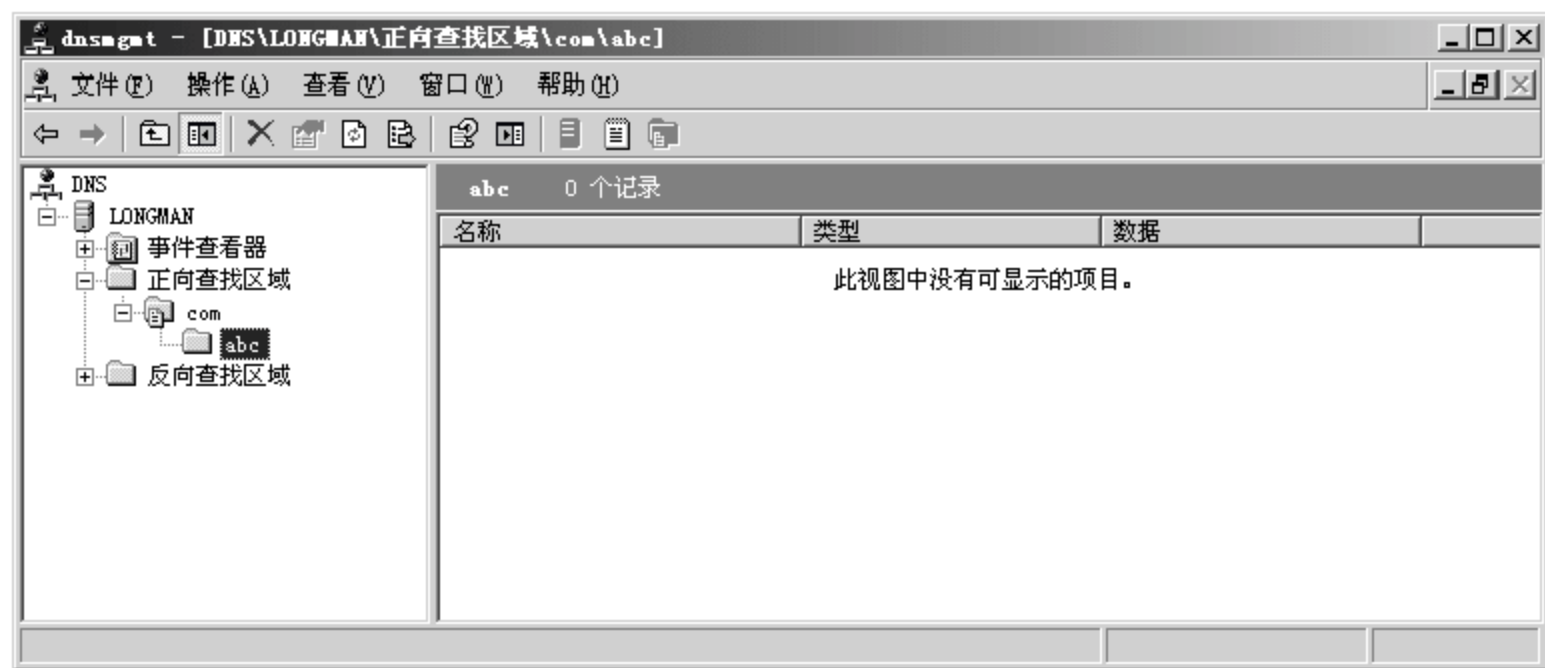 dnsmgmt - [DNS\LONGMAN\正向查找区域\com\abc]
文件(F) 操作(A) 查看(V) 窗口(W) 帮助(H)
DNS
LONGMAN
事件查看器
正向查找区域
com
abc
反向查找区域
abc 0 个记录
名称 类型 数据
此视图中没有可显示的项目。